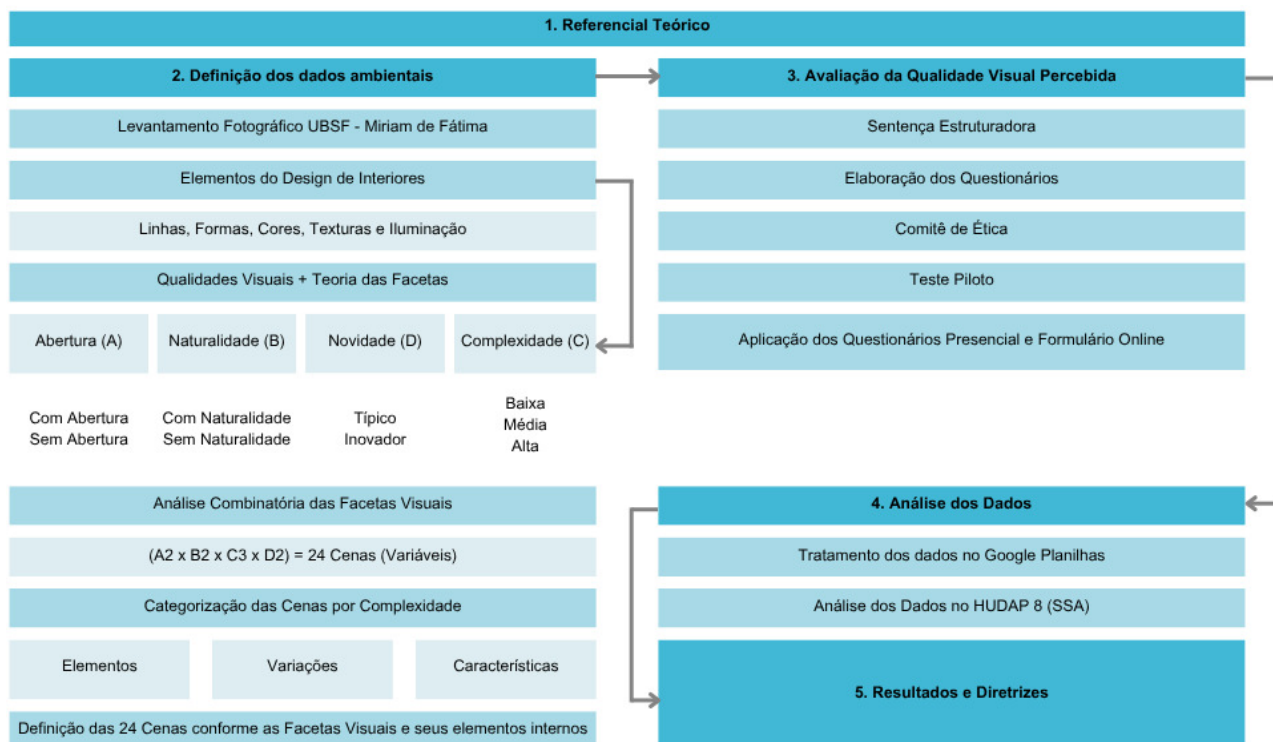 1. Referencial Teórico
2. Definição dos dados ambientais
Levantamento Fotográfico UBSF - Miriam de Fátima
Elementos do Design de Interiores
Linhas, Formas, Cores, Texturas e Iluminação
Qualidades Visuais + Teoria das Facetas
Abertura (A)
Naturalidade (B)
Novidade (D)
Complexidade (C)
Com Abertura
Sem Abertura
Com Naturalidade
Sem Naturalidade
Típico
Inovador
Baixa
Média
Alta
Análise Combinatória das Facetas Visuais
(A2 x B2 x C3 x D2) = 24 Cenas (Variáveis)
Categorização das Cenas por Complexidade
Elementos
Variações
Características
Definição das 24 Cenas conforme as Facetas Visuais e seus elementos internos
3. Avaliação da Qualidade Visual Percebida
Sentença Estruturadora
Elaboração dos Questionários
Comitê de Ética
Teste Piloto
Aplicação dos Questionários Presencial e Formulário Online
4. Análise dos Dados
Tratamento dos dados no Google Planilhas
Análise dos Dados no HUDAP 8 (SSA)
5. Resultados e Diretrizes